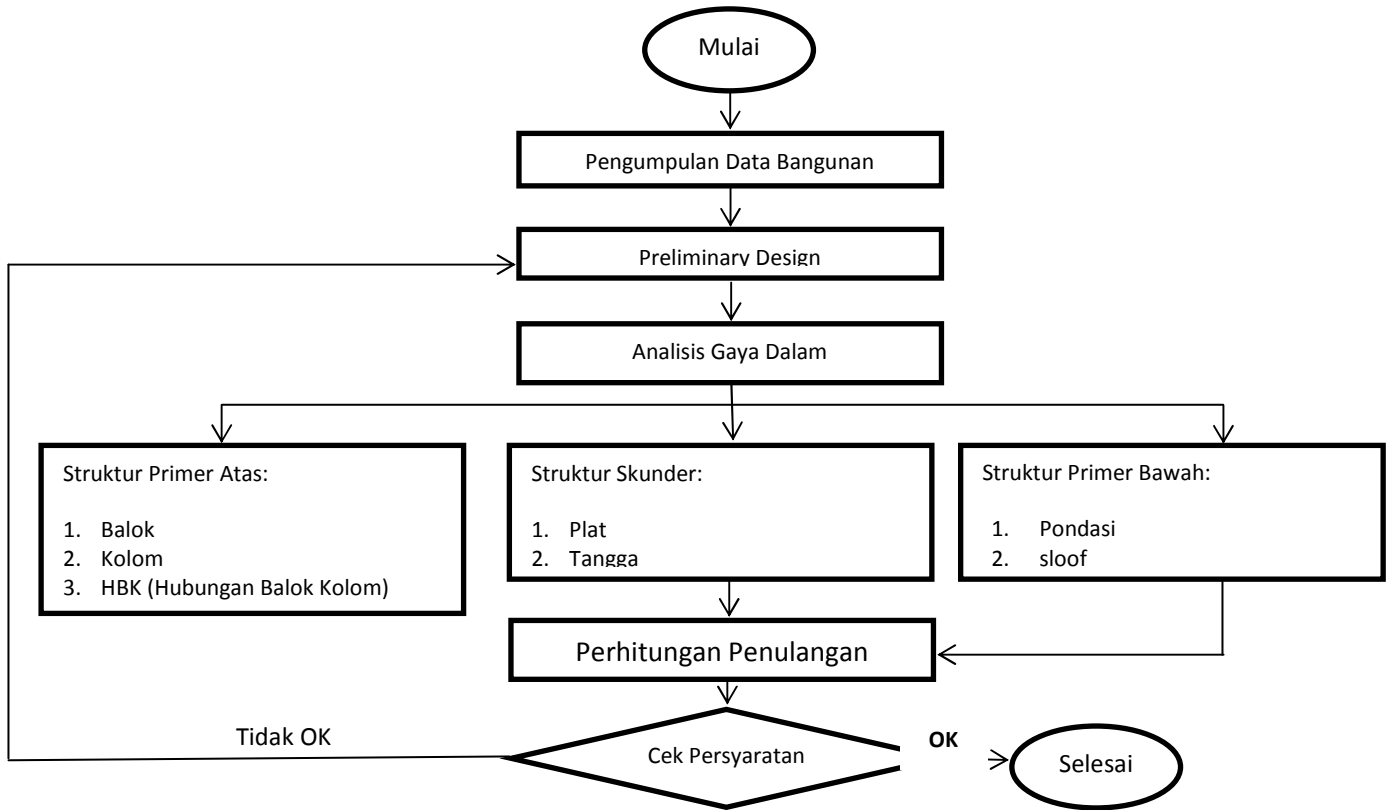 Mulai
Pengumpulan Data Bangunan
Preliminary Design
Analisis Gaya Dalam
Struktur Primer Atas:
1. Balok
2. Kolom
3. HBK (Hubungan Balok Kolom)
Struktur Skunder:
1. Plat
2. Tangga
Struktur Primer Bawah:
1. Pondasi
2. sloof
Perhitungan Penulangan
Tidak OK
Cek Persyaratan
OK
Selesai